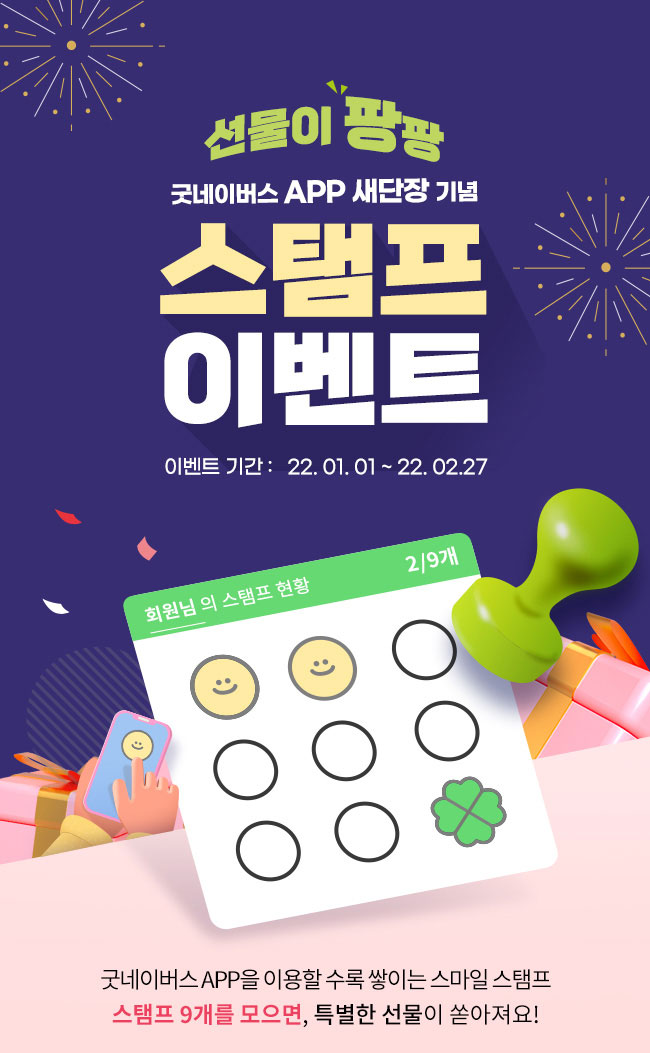 선물이 팡팡
굿네이버스 APP 새단장 기념
스탬프
이벤트
이벤트 기간 : 22. 01. 01 ~ 22. 02.27
회원님 의 스탬프 현황 2/9개
굿네이버스 APP을 이용할 수록 쌓이는 스마일 스탬프
스탬프 9개를 모으면, 특별한 선물이 쏟아져요!